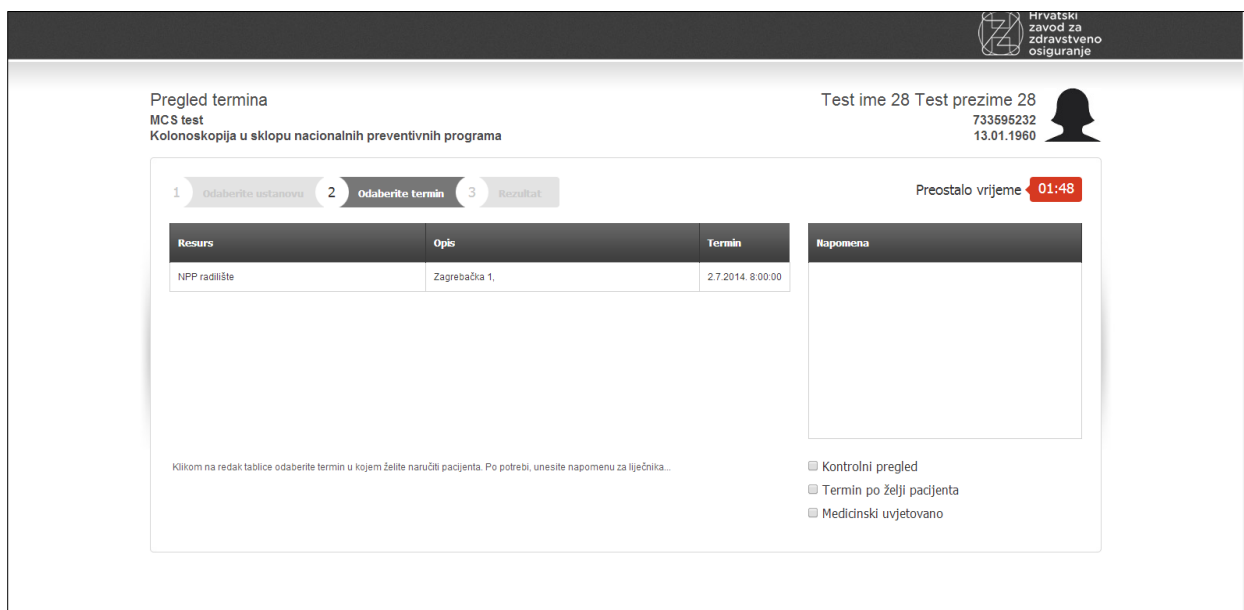 Hrvatski
zavod za
zdravstveno
osiguranje
Pregled termina
MCS test
Kolonoskopija u sklopu nacionalnih preventivnih programa
Test ime 28 Test prezime 28
733595232
13.01.1960
1 Odaberite ustanovu 2 Odaberite termin 3 Rezultat
Preostalo vrijeme 01:48
Resurs Opis Termin
NPP radilište Zagrebačka 1, 2.7.2014. 8:00:00
Napomena
Klikom na redak tablice odaberite termin u kojem želite naručiti pacijenta. Po potrebi, unesite napomenu za liječnika...
Kontrolni pregled
Termin po želji pacijenta
Medicinski uvjetovano